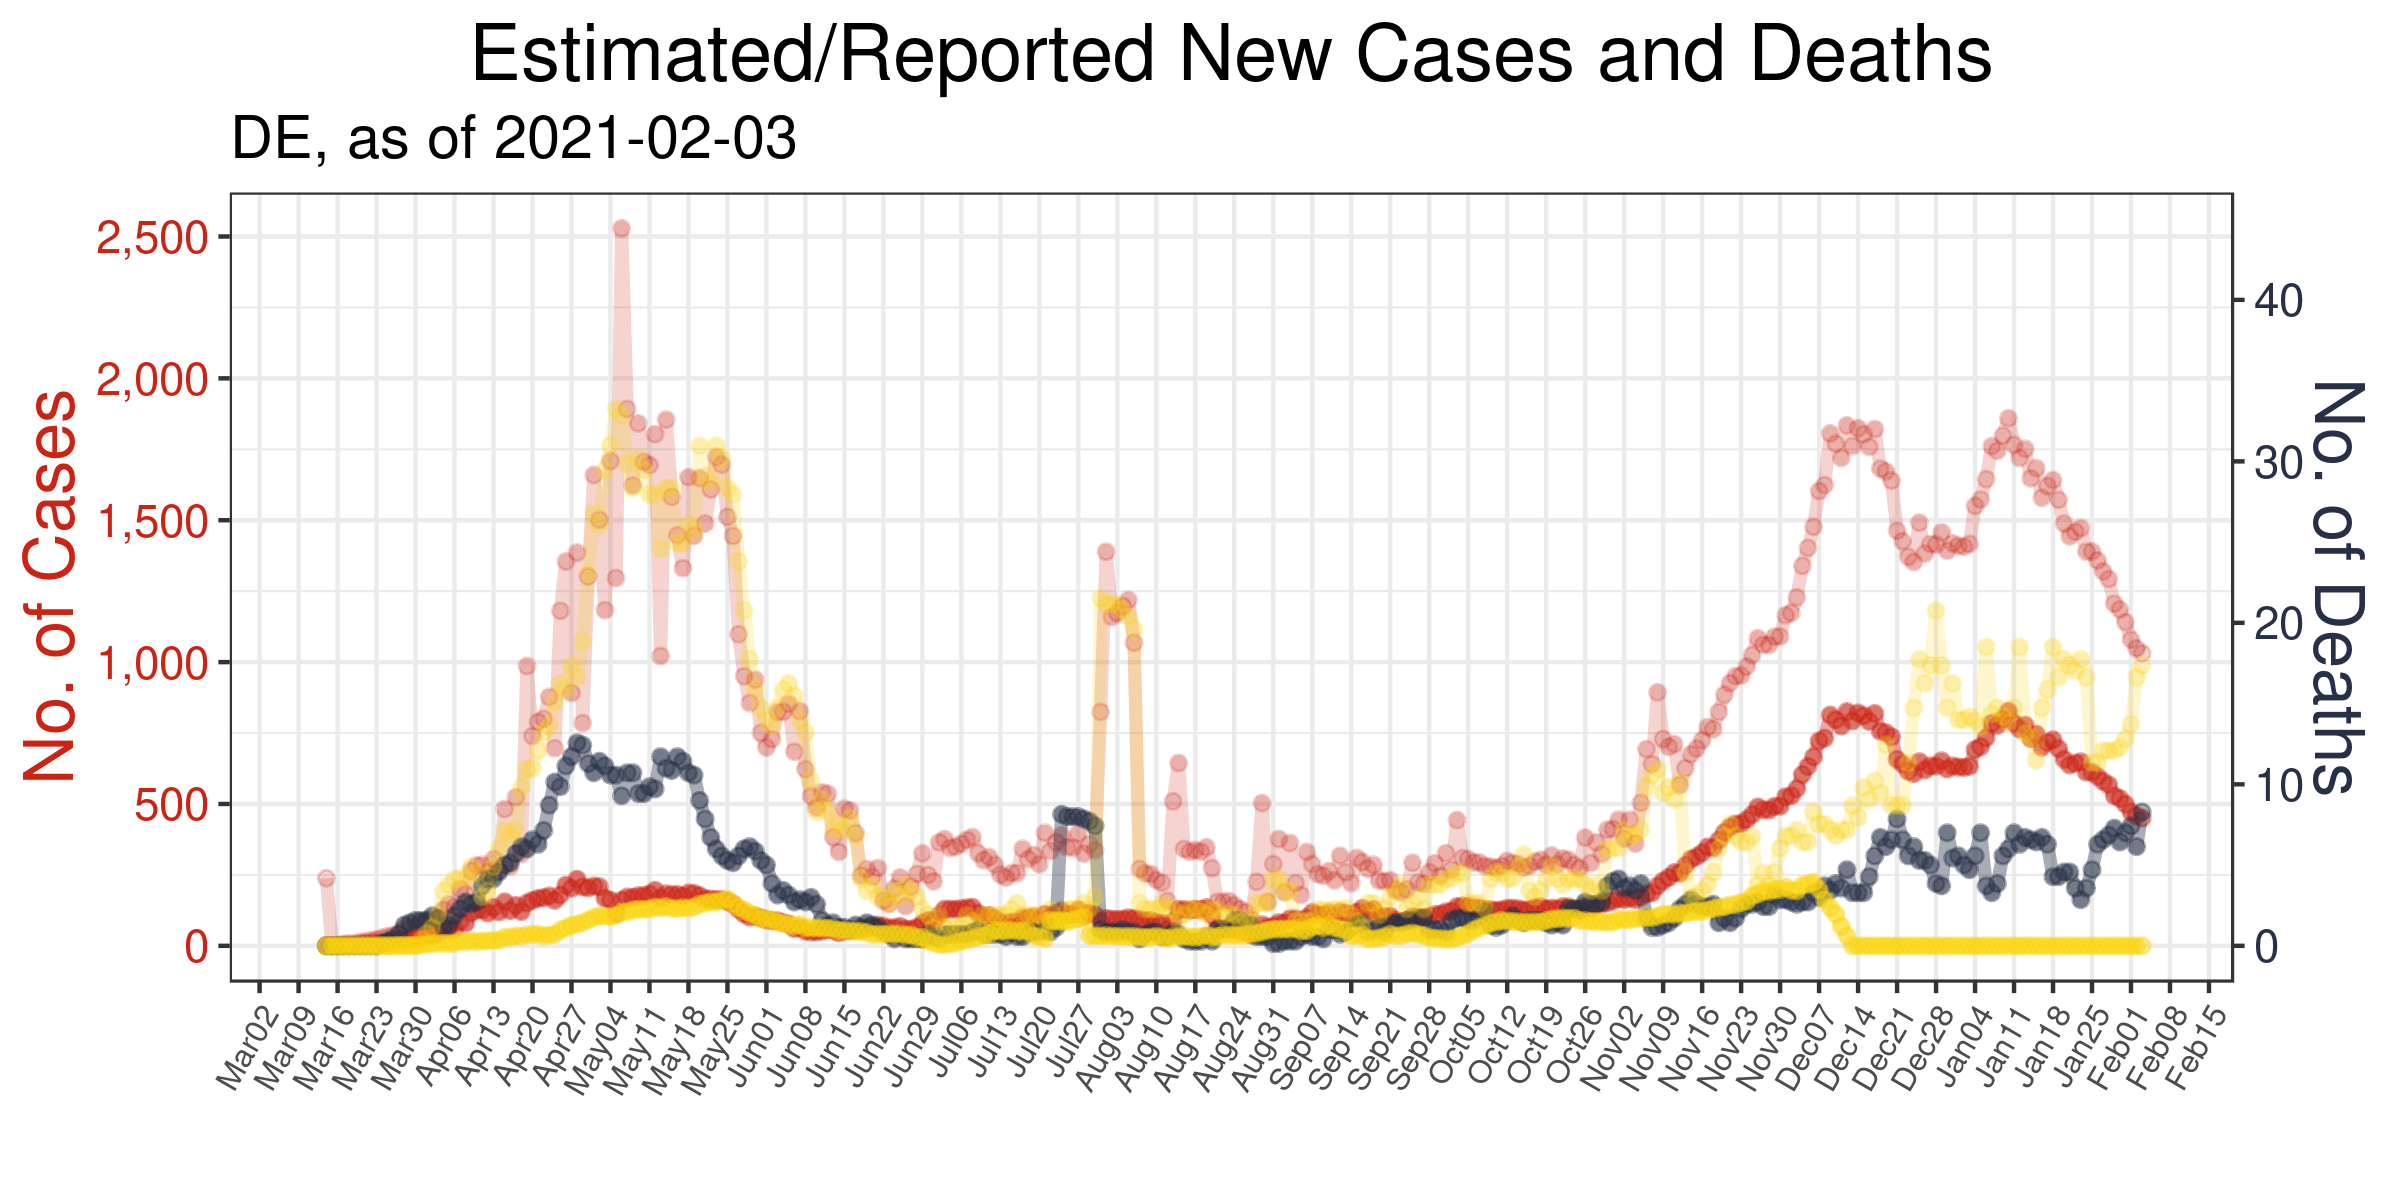 Estimated/Reported New Cases and Deaths
DE, as of 2021-02-03
No. of Cases
2,500
2,000
1,500
1,000
500
0
40
30
20
10
0
No. of Deaths
Mar02
Mar09
Mar16
Mar23
Mar30
Apr06
Apr13
Apr20
Apr27
May04
May11
May18
May25
Jun01
Jun08
Jun15
Jun22
Jun29
Jul06
Jul13
Jul20
Jul27
Aug03
Aug10
Aug17
Aug24
Aug31
Sep07
Sep14
Sep21
Sep28
Oct05
Oct12
Oct19
Oct26
Nov02
Nov09
Nov16
Nov23
Nov30
Dec07
Dec14
Dec21
Dec28
Jan04
Jan11
Jan18
Jan25
Feb01
Feb08
Feb15